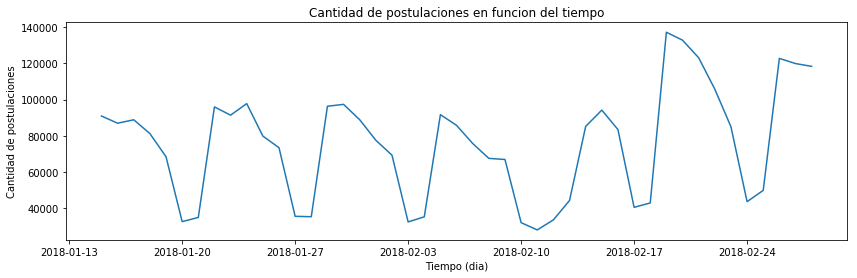 Cantidad de postulaciones en funcion del tiempo
Cantidad de postulaciones
140000
120000
100000
80000
60000
40000
2018-01-13 2018-01-20 2018-01-27 2018-02-03 2018-02-10 2018-02-17 2018-02-24
Tiempo (dia)